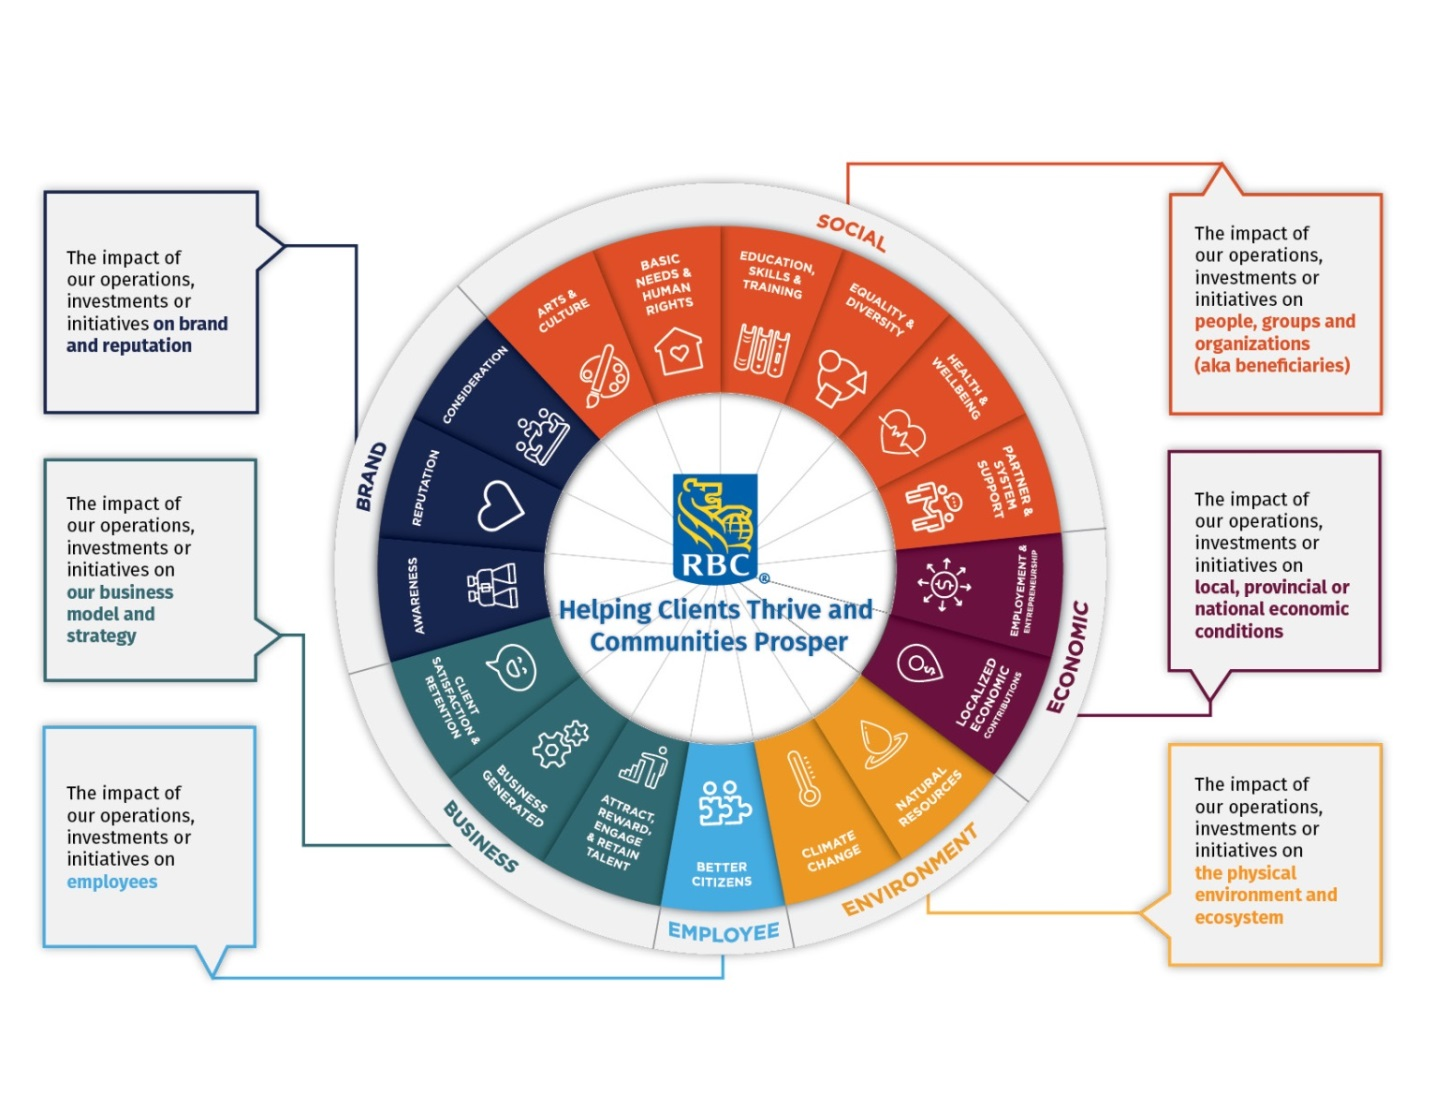 The impact of
our operations,
investments or
initiatives on brand
and reputation
The impact of
our operations,
investments or
initiatives on
our business
model and
strategy
The impact of
our operations,
investments or
initiatives on
employees
SOCIAL
ARTS &
CULTURE
BASIC
NEEDS &
HUMAN
RIGHTS
EDUCATION,
SKILLS &
TRAINING
EQUALITY &
DIVERSITY
HEALTH &
WELLBEING
PARTNER &
SYSTEM
SUPPORT
ECONOMIC
EMPLOYEMENT &
ENTREPRENEURSHIP
LOCALIZED
ECONOMIC
CONTRIBUTIONS
$
$
ENVIRONMENT
NATURAL
RESOURCES
CLIMATE
CHANGE
EMPLOYEE
BETTER
CITIZENS
BUSINESS
ATTRACT,
REWARD,
ENGAGE
& RETAIN
TALENT
BUSINESS
GENERATED
CLIENT
SATISFACTION &
RETENTION
BRAND
AWARENESS
REPUTATION
CONSIDERATION
RBC®
Helping Clients Thrive and
Communities Prosper
The impact of
our operations,
investments or
initiatives on
people, groups and
organizations
(aka beneficiaries)
The impact of
our operations,
investments or
initiatives on
local, provincial or
national economic
conditions
The impact of
our operations,
investments or
initiatives on
the physical
environment and
ecosystem